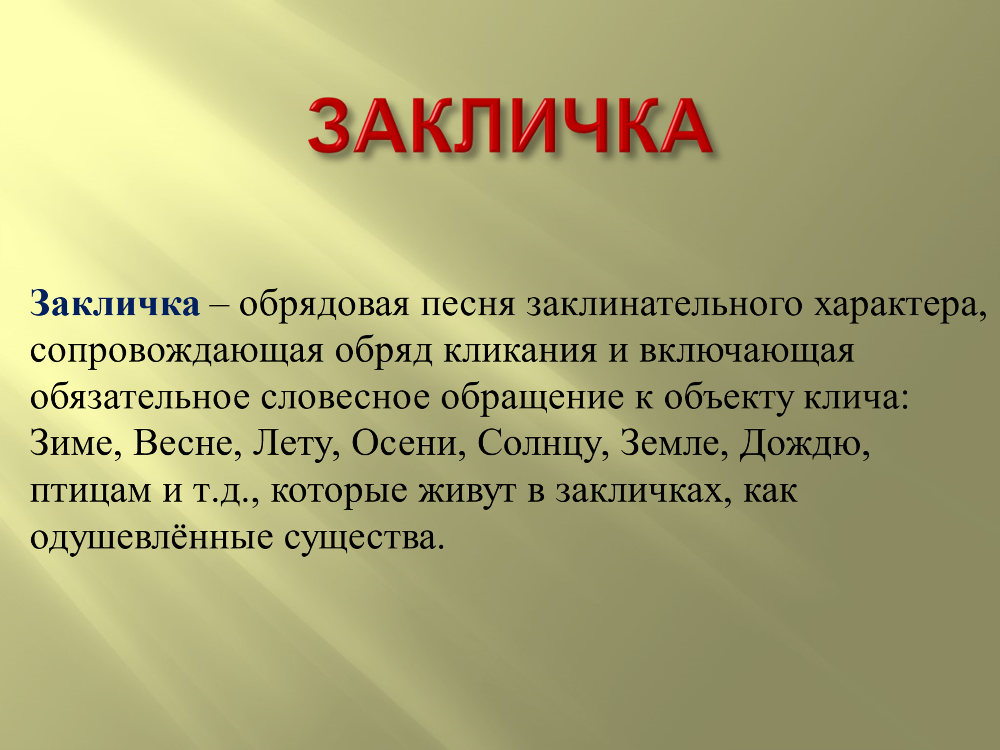 ЗАКЛИЧКА
Закличка – обрядовая песня заклинательного характера,
сопровождающая обряд кликания и включающая
обязательное словесное обращение к объекту клича:
Зиме, Весне, Лету, Осени, Солнцу, Земле, Дождю,
птицам и т.д., которые живут в закличках, как
одушевлённые существа.